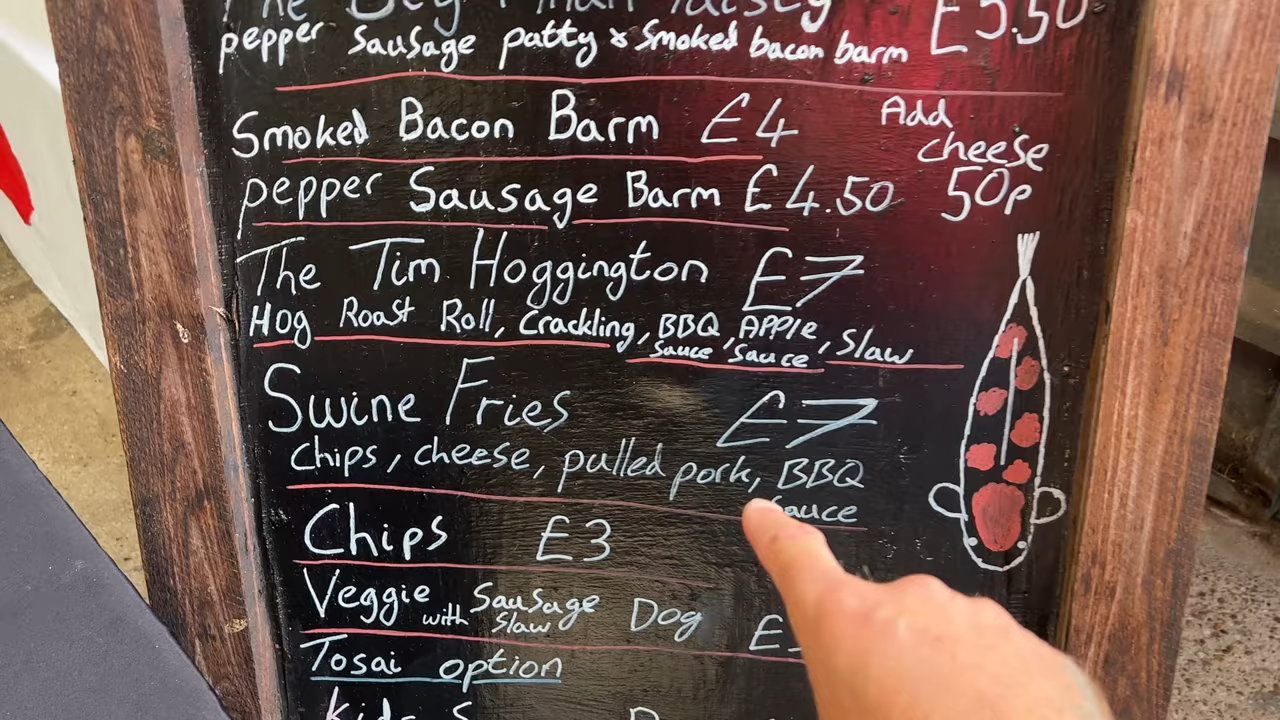 The
pepper sausage patty & smoked bacon barm £5.50
Smoked Bacon Barm £4
Add cheese 50p
pepper Sausage Barm £4.50
The Tim Hoggington £7
Hog Roast Roll, Crackling, BBQ Sauce, APPlE Sauce, Slaw
Swine Fries £7
Chips, cheese, pulled pork, BBQ
Sauce
Chips £3
Veggie Sausage Dog £
with Slaw
Tosai option
kids